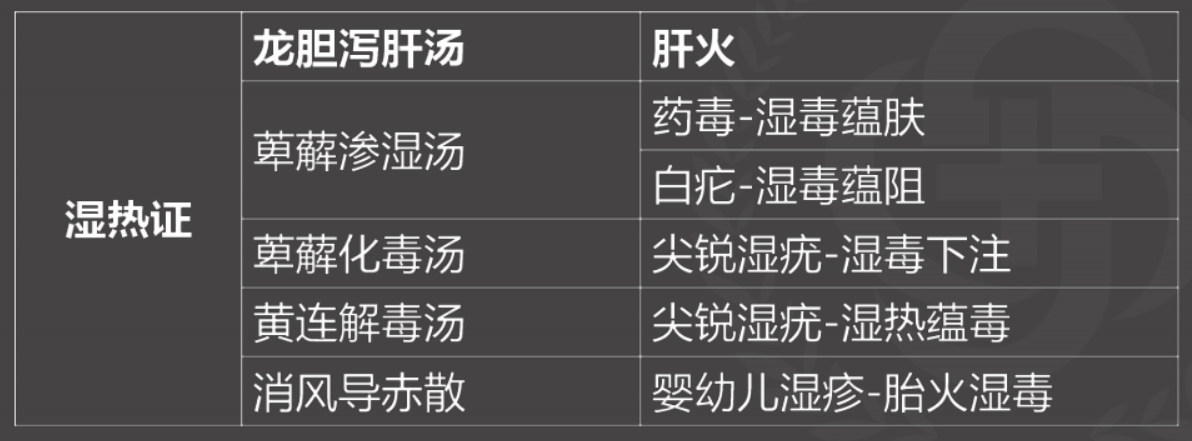 湿热证
龙胆泻肝汤 肝火
萆薢渗湿汤 药毒-湿毒蕴肤
白疕-湿毒蕴阻
萆薢化毒汤 尖锐湿疣-湿毒下注
黄连解毒汤 尖锐湿疣-湿热蕴毒
消风导赤散 婴幼儿湿疹-胎火湿毒